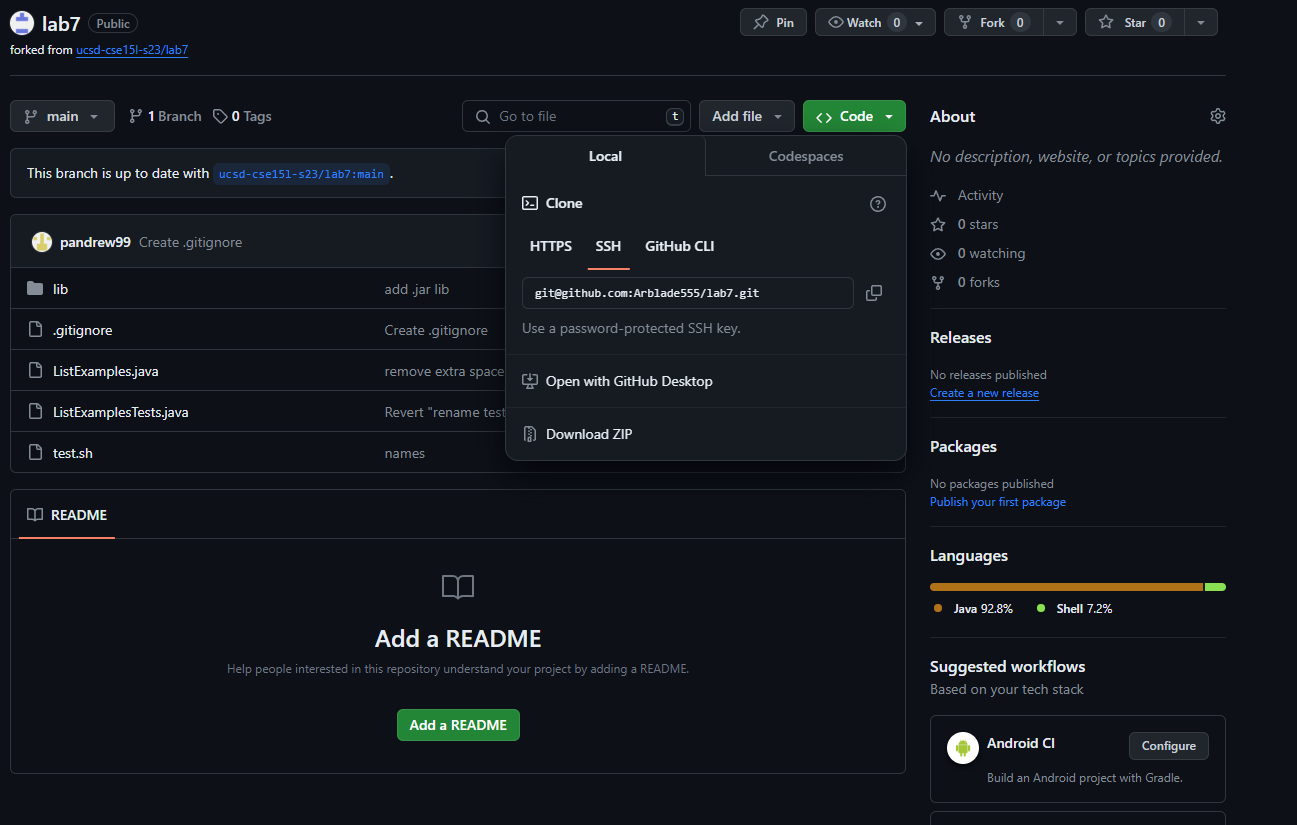 lab7 Public
Pin
Watch 0
Fork 0
Star 0
forked from ucsd-cse15l-s23/lab7
main
1 Branch
0 Tags
Go to file
t
Add file
Code
This branch is up to date with ucsd-cse15l-s23/lab7:main .
pandrew99 Create .gitignore
lib add .jar lib
.gitignore Create .gitignore
ListExamples.java remove extra space
ListExamplesTests.java Revert "rename test
test.sh names
Local
Codespaces
Clone
HTTPS
SSH
GitHub CLI
git@github.com:Arblade555/lab7.git
Use a password-protected SSH key.
Open with GitHub Desktop
Download ZIP
README
Add a README
Help people interested in this repository understand your project by adding a README.
Add a README
About
No description, website, or topics provided.
Activity
0 stars
0 watching
0 forks
Releases
No releases published
Create a new release
Packages
No packages published
Publish your first package
Languages
Java 92.8%
Shell 7.2%
Suggested workflows
Based on your tech stack
Android CI
Configure
Build an Android project with Gradle.